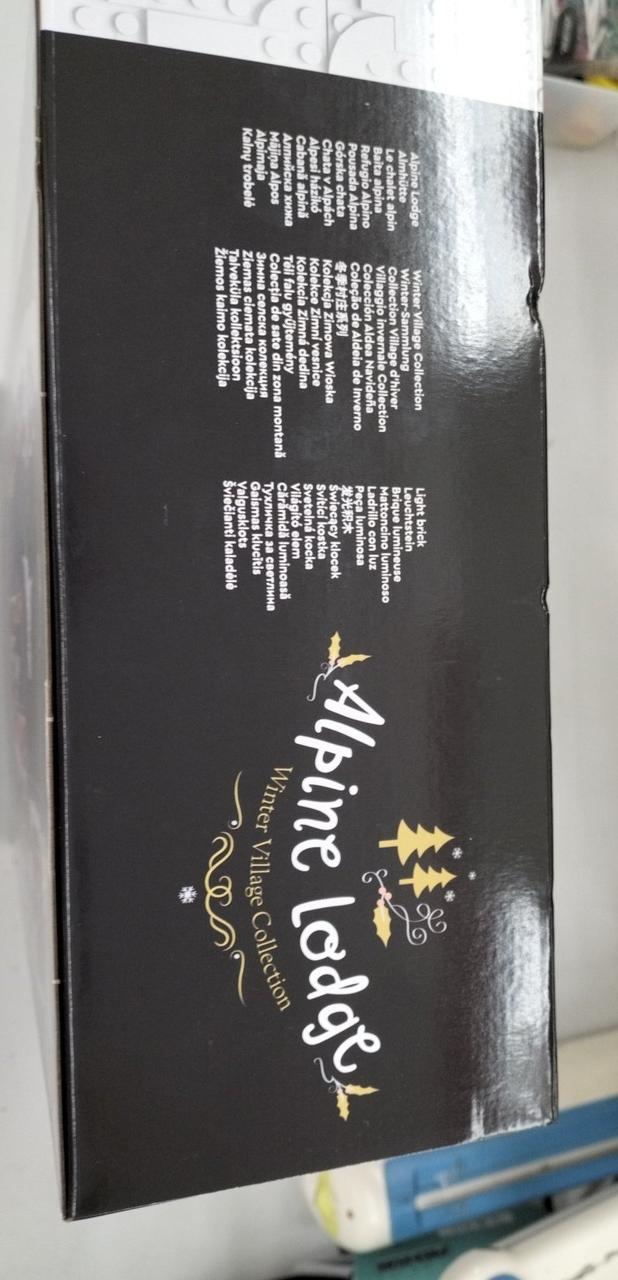 Alpine Lodge
Almhütte
Le chalet alpin
Baita alpina
Refugio Alpino
Pousada Alpina
Górska chata
Chata v Alpách
Alpesi házikó
Cabană alpină
Алпийска хижа
Mājiņa Alpos
Alpimaja
Kalnų trobelė
Winter Village Collection
Winter-Sammlung
Collection Village d'hiver
Villaggio invernale Collection
Colección Aldea Navideña
Coleção de Aldeia de Inverno
冬季村庄系列
Kolekcja Zimowa Wioska
Kolekce Zimní vesnice
Kolekcia Zimná dedina
Téli falu gyűjtemény
Colecția de sate din zona montană
Зимна селска колекция
Ziemas ciemata kolekcija
Talveküla kollektsioon
Žiemos kaimo kolekcija
Light brick
Leuchtstein
Brique lumineuse
Mattoncino luminoso
Ladrillo con luz
Peça luminosa
发光积木
Świecący klocek
Svíticí kostka
Svetelná kocka
Világító elem
Cărămidă luminoasă
Тухличка за светлина
Gaismas klucītis
Valgusklots
Šviečianti kaladėlė
Alpine Lodge
Winter Village Collection